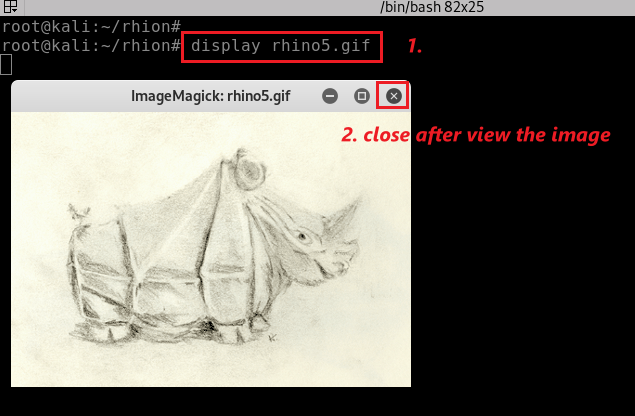 /bin/bash 82x25
root@kali:~/rhion#
root@kali:~/rhion# display rhino5.gif 1.
ImageMagick: rhino5.gif
2. close after view the image